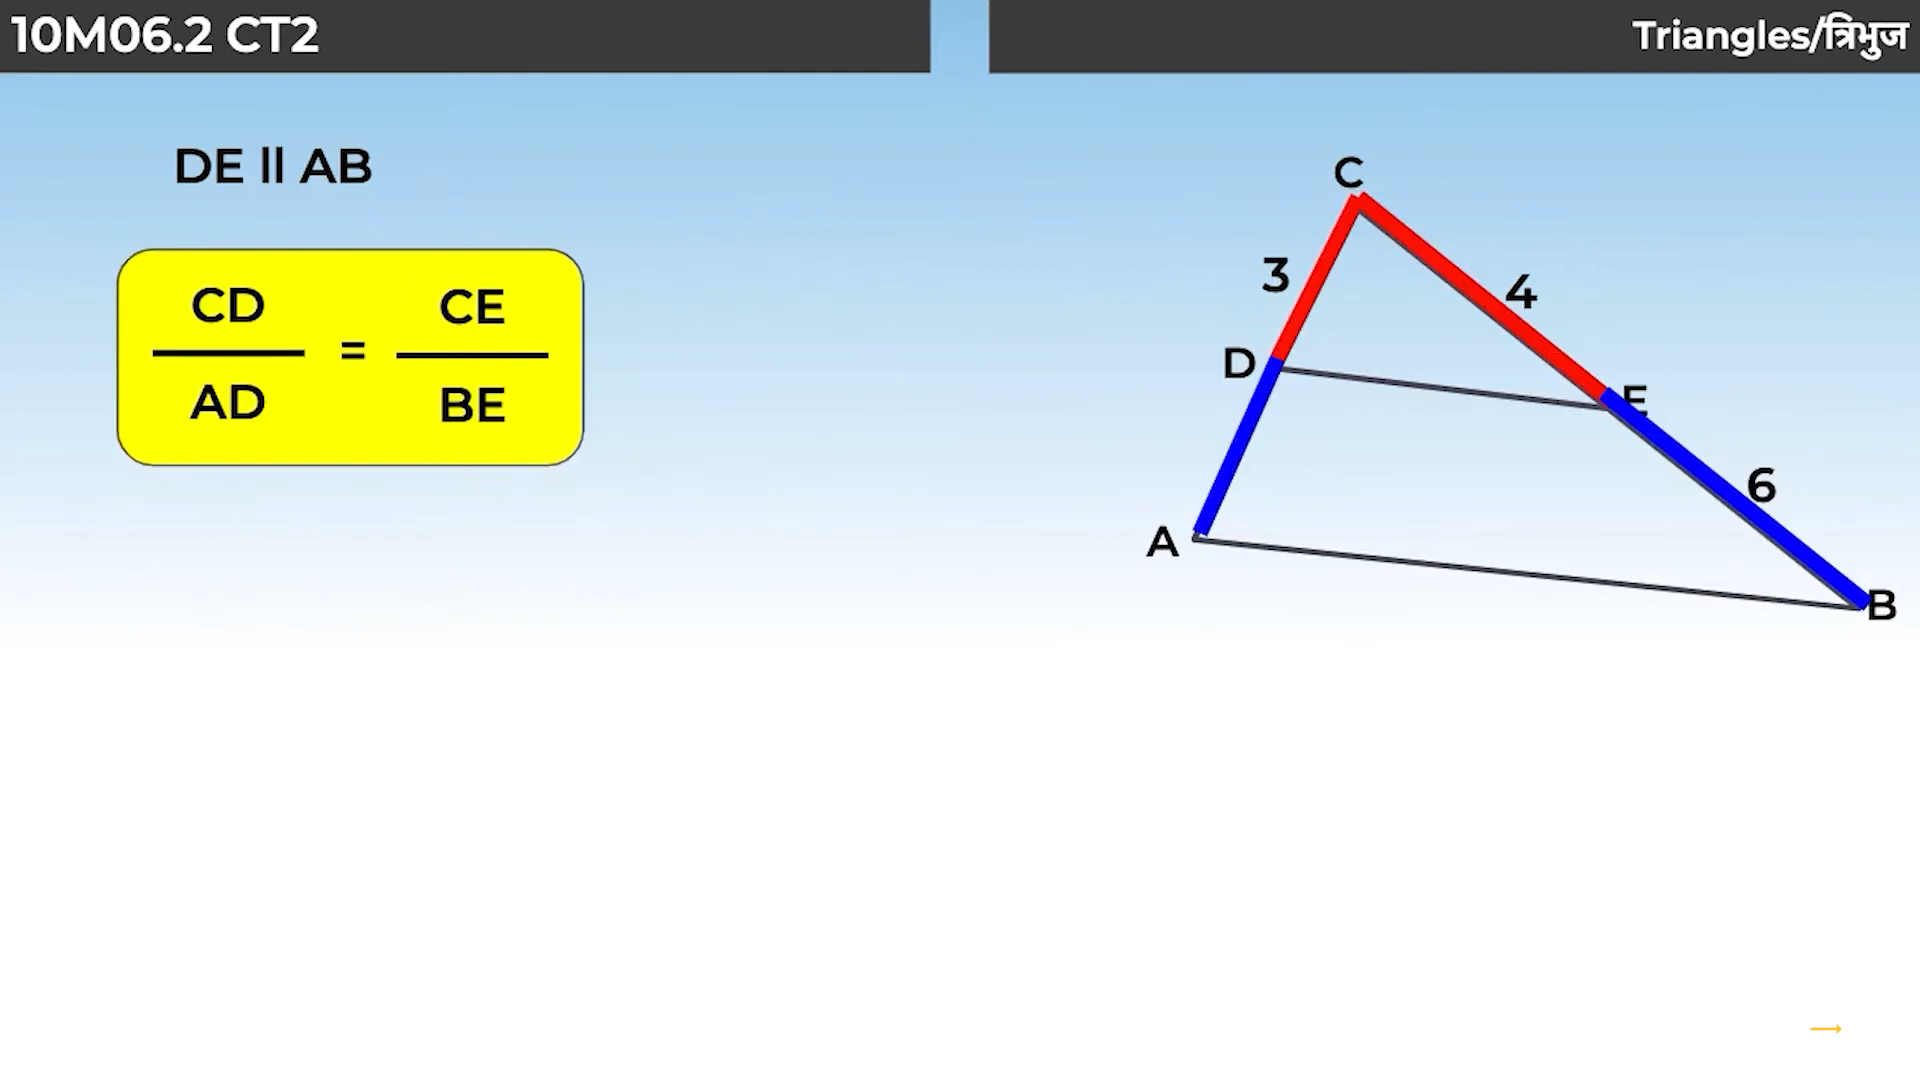 10M06.2 CT2
Triangles/त्रिभुज
DE ll AB
CD
AD
=
CE
BE
C
3
4
D
E
6
A
B